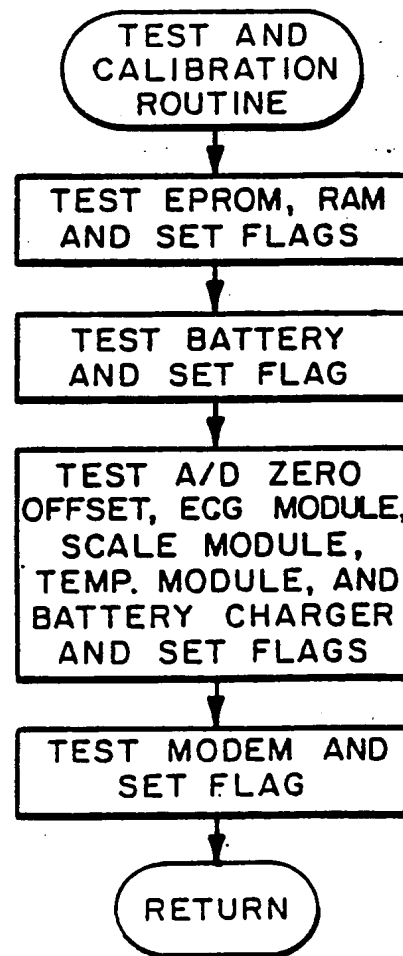 TEST AND
CALIBRATION
ROUTINE
TEST EPROM, RAM
AND SET FLAGS
TEST BATTERY
AND SET FLAG
TEST A/D ZERO
OFFSET, ECG MODULE,
SCALE MODULE,
TEMP. MODULE, AND
BATTERY CHARGER
AND SET FLAGS
TEST MODEM AND
SET FLAG
RETURN